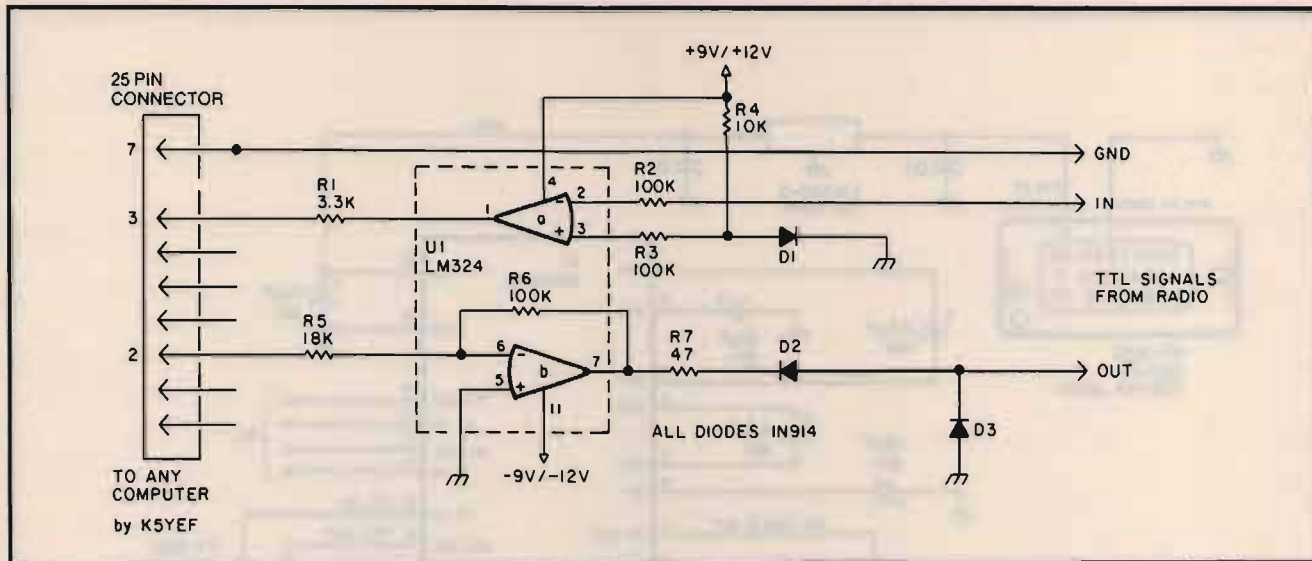 +9V/+12V
25 PIN
CONNECTOR
R4
10K
7
GND
R1
3.3K
4
R2
100K
2
IN
3
1
a
-
+
3
R3
100K
D1
U1
LM324
R6
100K
TTL SIGNALS
FROM RADIO
R5
18K
2
6
-
b
7
R7
47
D2
OUT
5
+
11
ALL DIODES IN914
D3
-9V/-12V
TO ANY
COMPUTER
by K5YEF